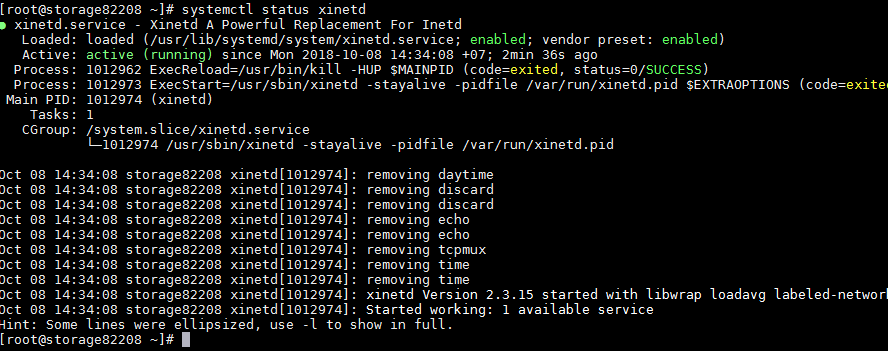 [root@storage82208 ~]# systemctl status xinetd
● xinetd.service - Xinetd A Powerful Replacement For Inetd
   Loaded: loaded (/usr/lib/systemd/system/xinetd.service; enabled; vendor preset: enabled)
   Active: active (running) since Mon 2018-10-08 14:34:08 +07; 2min 36s ago
  Process: 1012962 ExecReload=/usr/bin/kill -HUP $MAINPID (code=exited, status=0/SUCCESS)
  Process: 1012973 ExecStart=/usr/sbin/xinetd -stayalive -pidfile /var/run/xinetd.pid $EXTRAOPTIONS (code=exited
 Main PID: 1012974 (xinetd)
    Tasks: 1
   CGroup: /system.slice/xinetd.service
           └─1012974 /usr/sbin/xinetd -stayalive -pidfile /var/run/xinetd.pid
Oct 08 14:34:08 storage82208 xinetd[1012974]: removing daytime
Oct 08 14:34:08 storage82208 xinetd[1012974]: removing discard
Oct 08 14:34:08 storage82208 xinetd[1012974]: removing discard
Oct 08 14:34:08 storage82208 xinetd[1012974]: removing echo
Oct 08 14:34:08 storage82208 xinetd[1012974]: removing echo
Oct 08 14:34:08 storage82208 xinetd[1012974]: removing tcpmux
Oct 08 14:34:08 storage82208 xinetd[1012974]: removing time
Oct 08 14:34:08 storage82208 xinetd[1012974]: removing time
Oct 08 14:34:08 storage82208 xinetd[1012974]: xinetd Version 2.3.15 started with libwrap loadavg labeled-network
Oct 08 14:34:08 storage82208 xinetd[1012974]: Started working: 1 available service
Hint: Some lines were ellipsized, use -l to show in full.
[root@storage82208 ~]#